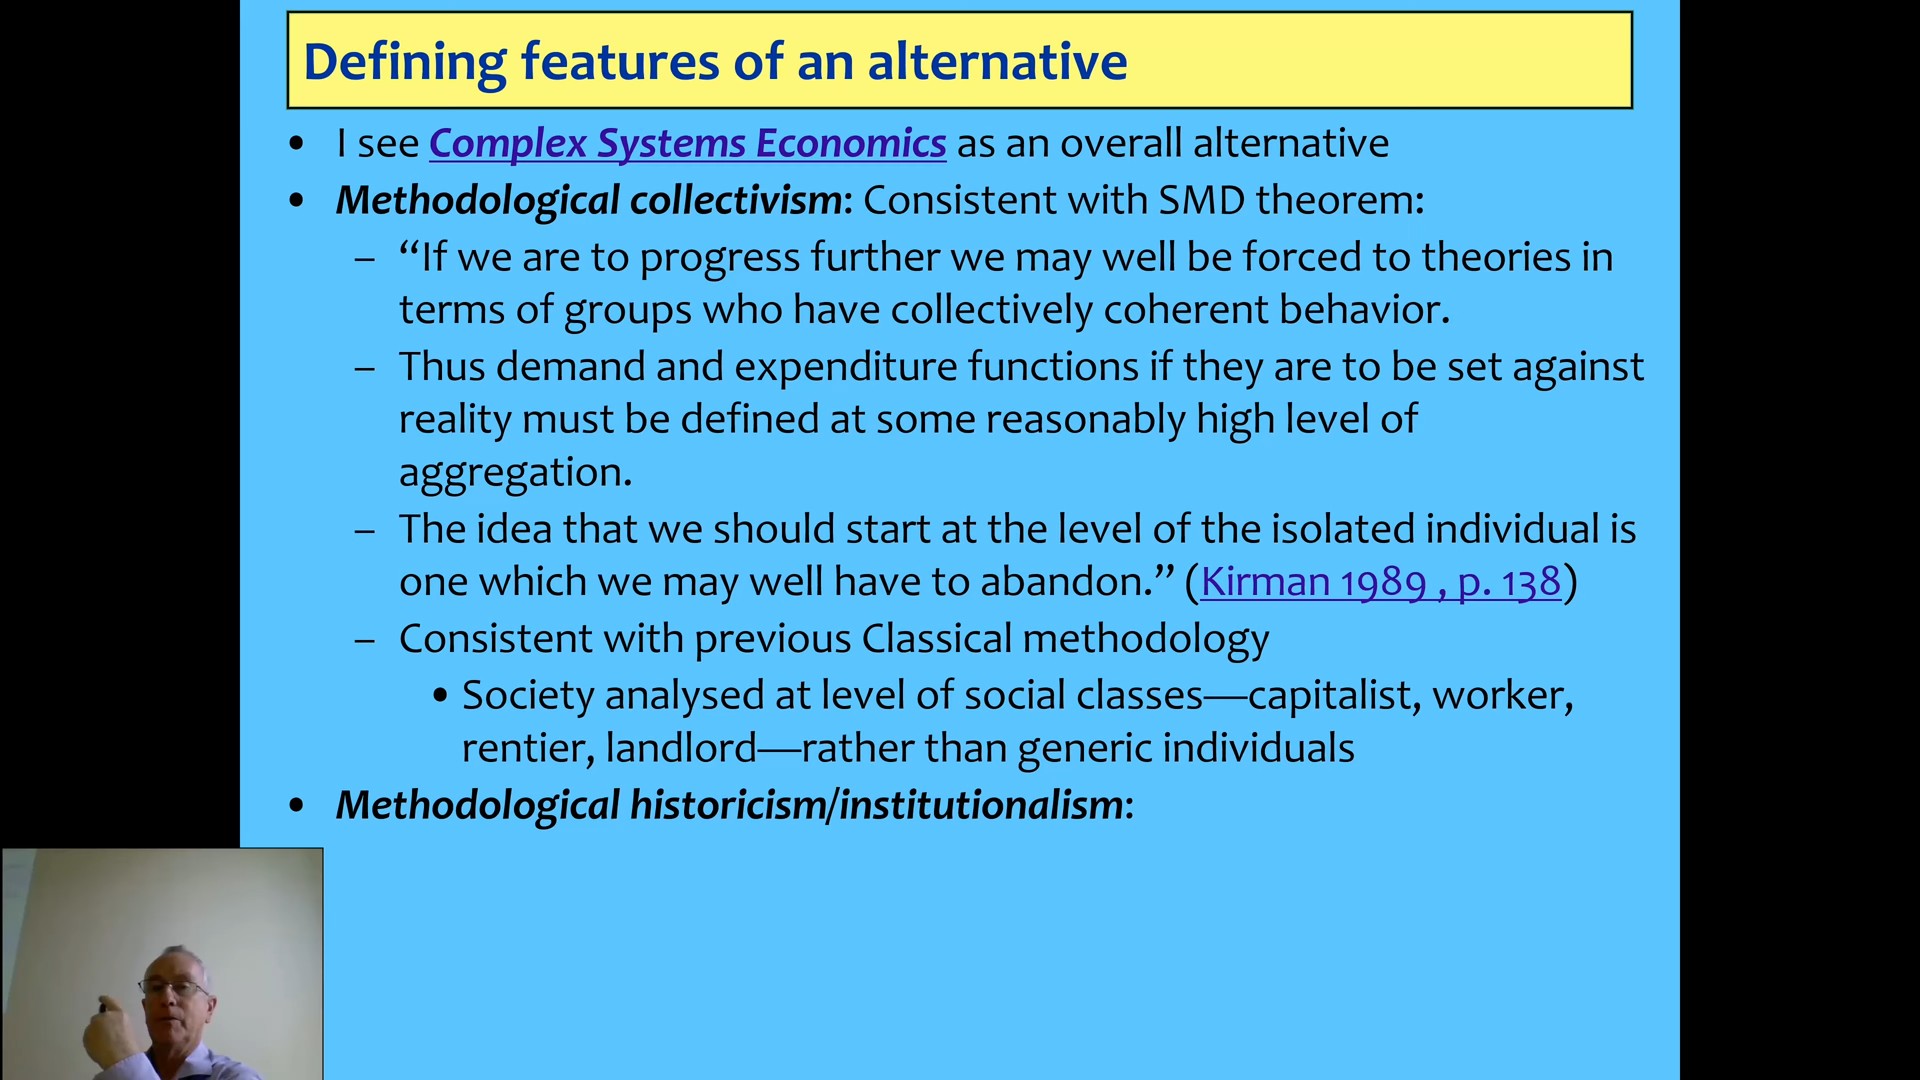 Defining features of an alternative
• I see Complex Systems Economics as an overall alternative
• Methodological collectivism: Consistent with SMD theorem:
– “If we are to progress further we may well be forced to theories in
terms of groups who have collectively coherent behavior.
– Thus demand and expenditure functions if they are to be set against
reality must be defined at some reasonably high level of
aggregation.
– The idea that we should start at the level of the isolated individual is
one which we may well have to abandon.” (Kirman 1989 , p. 138)
– Consistent with previous Classical methodology
• Society analysed at level of social classes—capitalist, worker,
rentier, landlord—rather than generic individuals
• Methodological historicism/institutionalism: